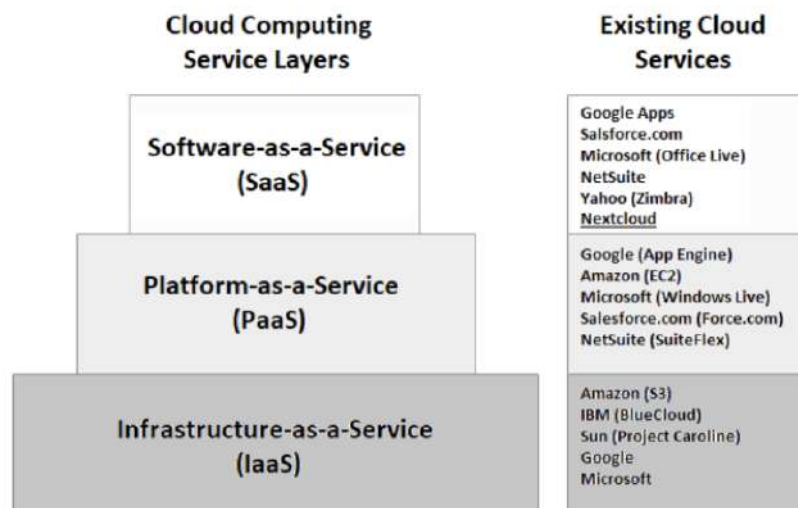 Cloud Computing
Service Layers
Software-as-a-Service
(SaaS)
Platform-as-a-Service
(PaaS)
Infrastructure-as-a-Service
(IaaS)
Existing Cloud
Services
Google Apps
Salsforce.com
Microsoft (Office Live)
NetSuite
Yahoo (Zimbra)
Nextcloud
Google (App Engine)
Amazon (EC2)
Microsoft (Windows Live)
Salesforce.com (Force.com)
NetSuite (SuiteFlex)
Amazon (S3)
IBM (BlueCloud)
Sun (Project Caroline)
Google
Microsoft